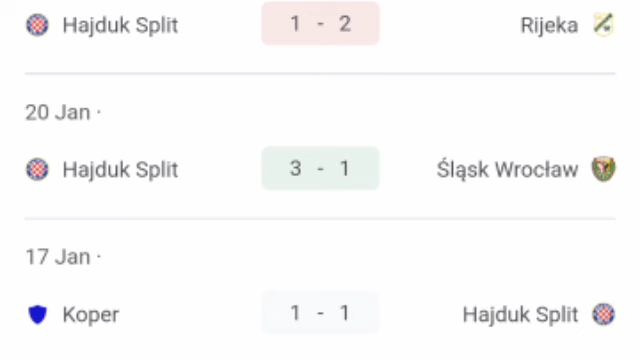 Hajduk Split 1 - 2 Rijeka
20 Jan ·
Hajduk Split 3 - 1 Śląsk Wrocław
17 Jan ·
Koper 1 - 1 Hajduk Split